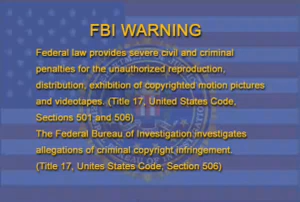 FBI WARNING
Federal law provides severe civil and criminal
penalties for the unauthorized reproduction,
distribution, exhibition of copyrighted motion pictures
and videotapes. (Title 17, United States Code,
Sections 501 and 506)
The Federal Bureau of Investigation investigates
allegations of criminal copyright infringement.
(Title 17, Unites States Code, Section 506)